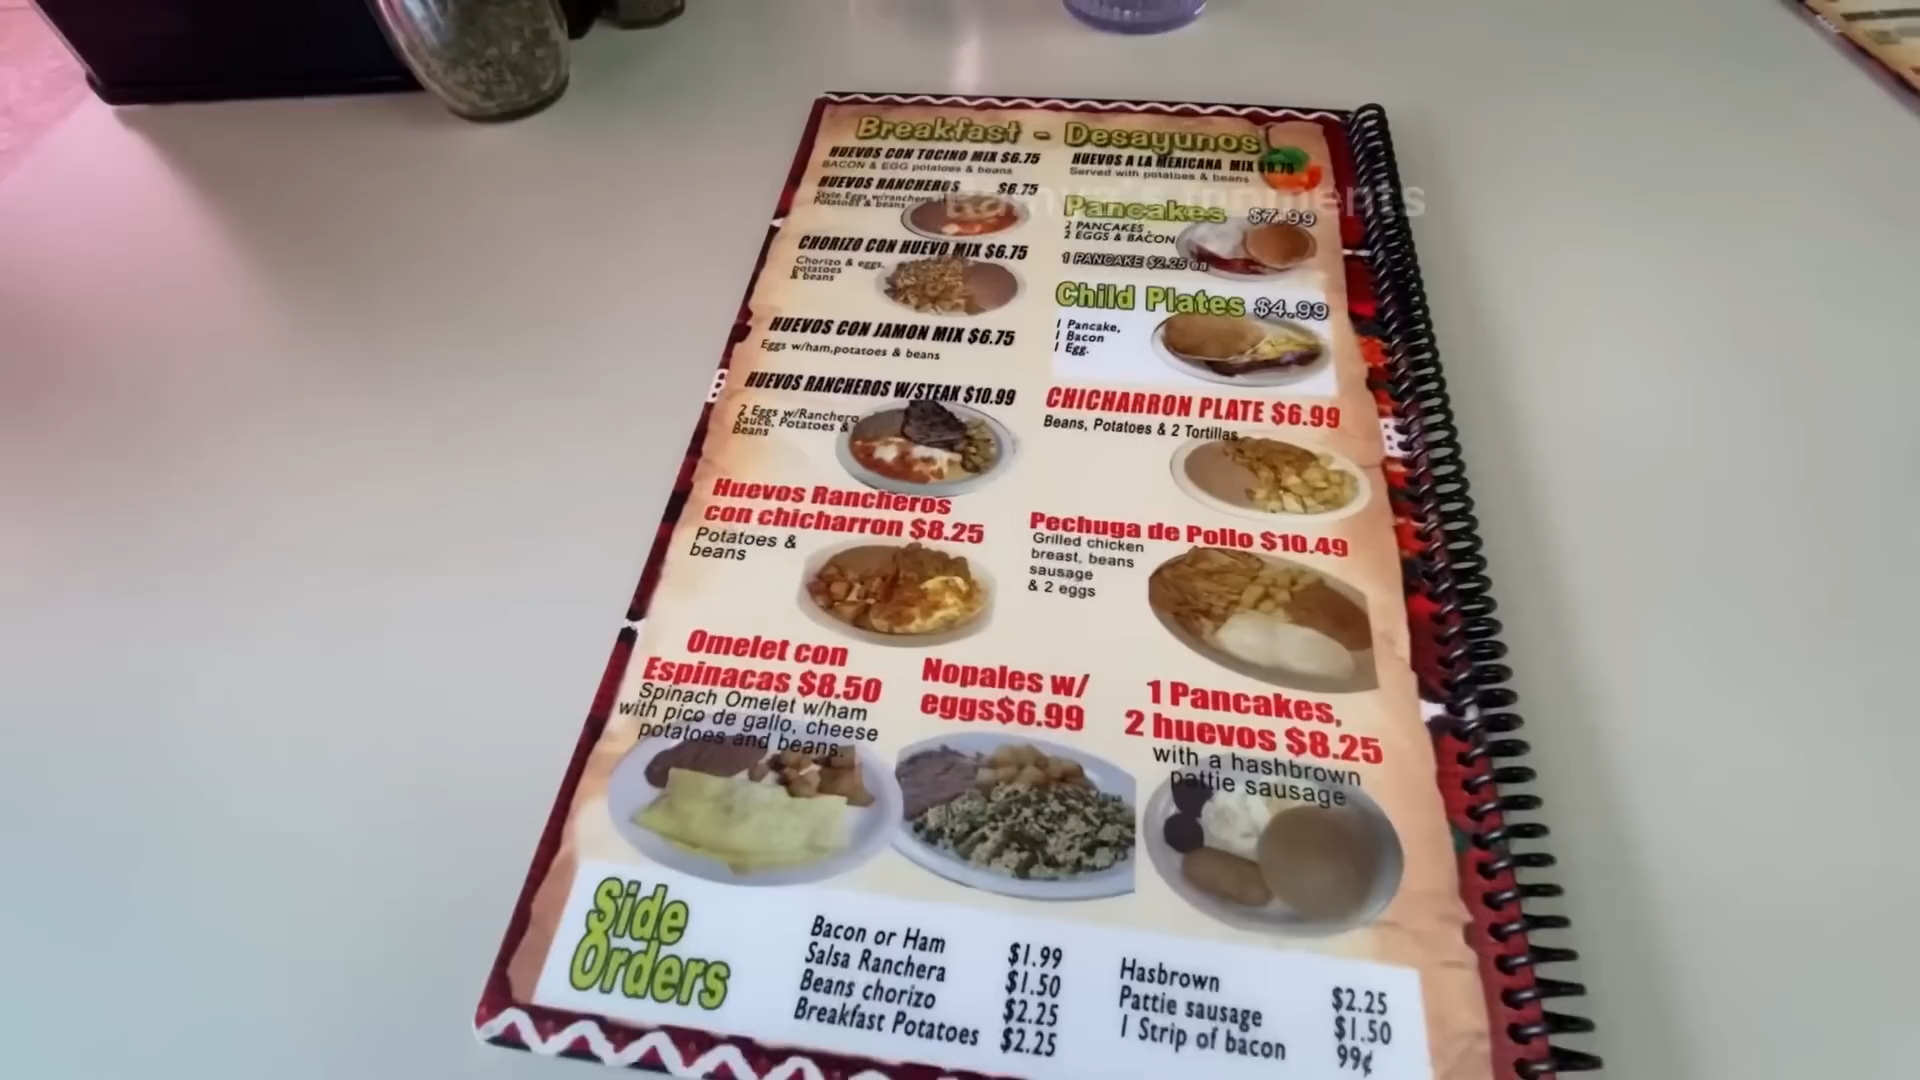 Breakfast - Desayunos
HUEVOS CON TOCINO MIX $6.75
BACON & EGG potatoes & beans
HUEVOS RANCHEROS $6.75
Style Eggs w/ranchero
Potatoes & beans
CHORIZO CON HUEVO MIX $6.75
Chorizo & eggs,
potatoes
& beans
HUEVOS CON JAMON MIX $6.75
Eggs w/ham,potatoes & beans
HUEVOS RANCHEROS W/STEAK $10.99
2 Eggs w/Ranchero
Sauce, Potatoes &
Beans
Huevos Rancheros
con chicharron $8.25
Potatoes &
beans
HUEVOS A LA MEXICANA MIX
Served with potatoes & beans
Pancakes $7.99
2 PANCAKES,
2 EGGS & BACON
1 PANCAKE $2.25 ea
Child Plates $4.99
1 Pancake,
1 Bacon
1 Egg.
CHICHARRON PLATE $6.99
Beans, Potatoes & 2 Tortillas
Pechuga de Pollo $10.49
Grilled chicken
breast, beans
sausage
& 2 eggs
Omelet con
Espinacas $8.50
Spinach Omelet w/ham
with pico de gallo, cheese
potatoes and beans.
Nopales w/
eggs$6.99
1 Pancakes,
2 huevos $8.25
with a hashbrown
pattie sausage
Side
Orders
Bacon or Ham $1.99
Salsa Ranchera $1.50
Beans chorizo $2.25
Breakfast Potatoes $2.25
Hasbrown $2.25
Pattie sausage $1.50
1 Strip of bacon 99¢